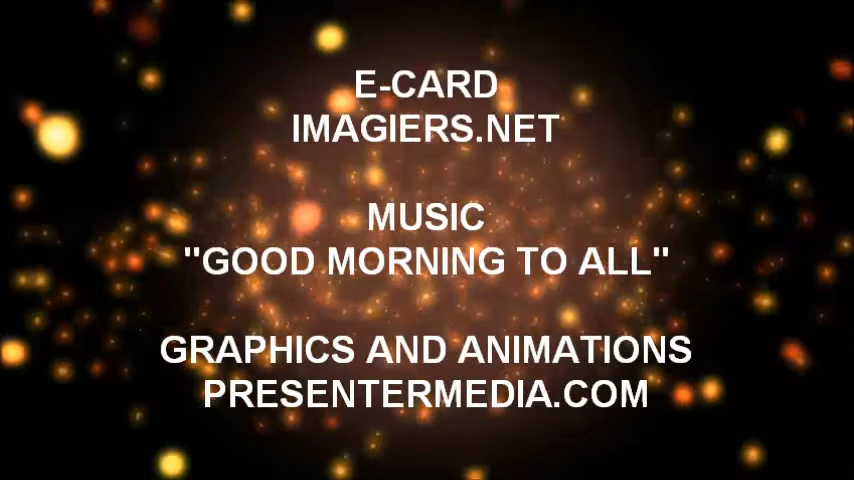 E-CARD
IMAGIERS.NET
MUSIC
"GOOD MORNING TO ALL"
GRAPHICS AND ANIMATIONS
PRESENTERMEDIA.COM